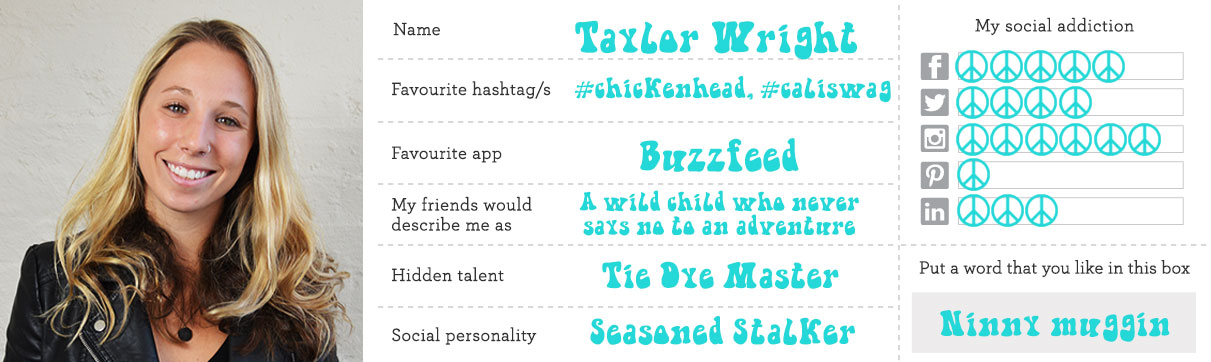 Name
Taylor Wright
Favourite hashtag/s
#chickenhead, #caliswag
Favourite app
Buzzfeed
My friends would
describe me as
A wild child who never
says no to an adventure
Hidden talent
Tie Dye Master
Social personality
Seasoned Stalker
My social addiction
f
in
Put a word that you like in this box
Ninny muggin